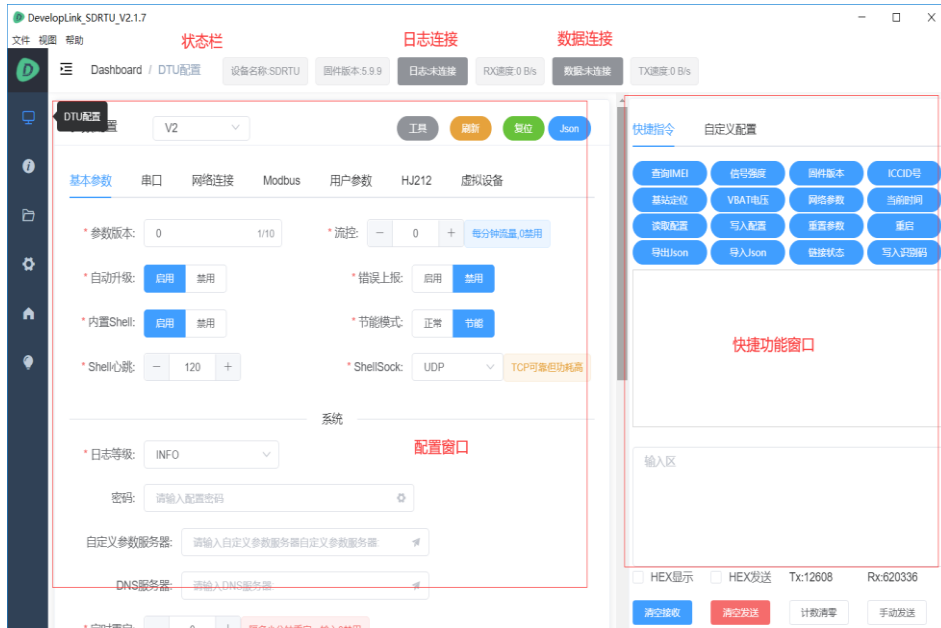 DevelopLink_SDRTU_V2.1.7
文件 视图 帮助
状态栏 日志连接 数据连接
Dashboard / DTU配置 设备名称:SDRTU 固件版本:5.9.9 日志:未连接 RX速度:0 B/s 数据:未连接 TX速度:0 B/s
DTU配置 置 V2 工具 刷新 复位 Json
基本参数 串口 网络连接 Modbus 用户参数 HJ212 虚拟设备
* 参数版本: 0 1/10 * 流控: − 0 + 每分钟流量,0禁用
* 自动升级: 启用 禁用 * 错误上报: 启用 禁用
* 内置Shell: 启用 禁用 * 节能模式: 正常 节能
* Shell心跳: − 120 + * ShellSock: UDP TCP可靠但功耗高
系统
配置窗口
* 日志等级: INFO
密码: 请输入配置密码
自定义参数服务器: 请输入自定义参数服务器自定义参数服务器
DNS服务器: 请输入DNS服务器
快捷指令 自定义配置
查询IMEI 信号强度 固件版本 ICCID号
基站定位 VBAT电压 网络参数 当前时间
读取配置 写入配置 重置参数 重启
导出Json 导入Json 链接状态 写入识别码
快捷功能窗口
输入区
HEX显示 HEX发送 Tx:12608 Rx:620336
清空接收 清空发送 计数清零 手动发送